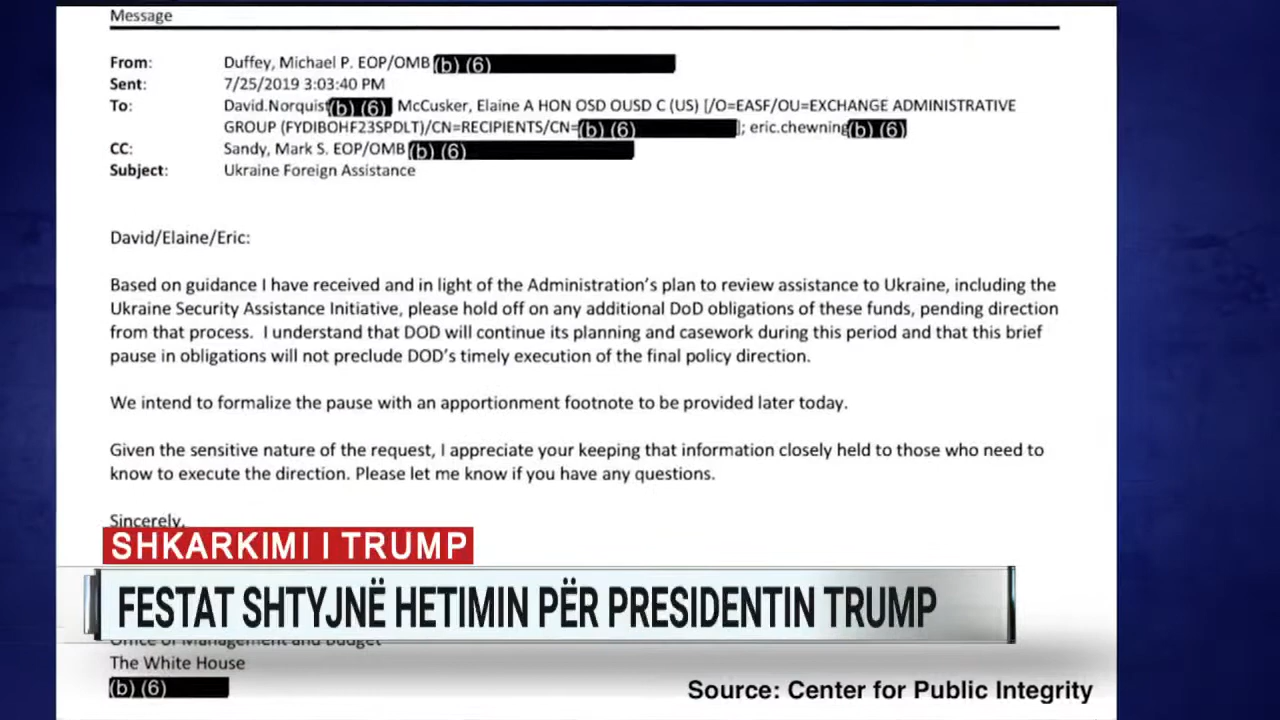 Message
From: Duffey, Michael P. EOP/OMB (b) (6)
Sent: 7/25/2019 3:03:40 PM
To: David.Norquist (b) (6) McCusker, Elaine A HON OSD OUSD C (US) [/O=EASF/OU=EXCHANGE ADMINISTRATIVE
GROUP (FYDIBOHF23SPDLT)/CN=RECIPIENTS/CN= (b) (6) ]; eric.chewning (b) (6)
CC: Sandy, Mark S. EOP/OMB (b) (6)
Subject: Ukraine Foreign Assistance
David/Elaine/Eric:
Based on guidance I have received and in light of the Administration's plan to review assistance to Ukraine, including the
Ukraine Security Assistance Initiative, please hold off on any additional DoD obligations of these funds, pending direction
from that process. I understand that DOD will continue its planning and casework during this period and that this brief
pause in obligations will not preclude DOD's timely execution of the final policy direction.
We intend to formalize the pause with an apportionment footnote to be provided later today.
Given the sensitive nature of the request, I appreciate your keeping that information closely held to those who need to
know to execute the direction. Please let me know if you have any questions.
Sincerely,
SHKARKIMI I TRUMP
FESTAT SHTYJNË HETIMIN PËR PRESIDENTIN TRUMP
Office of Management and Budget
The White House
(b) (6)
Source: Center for Public Integrity